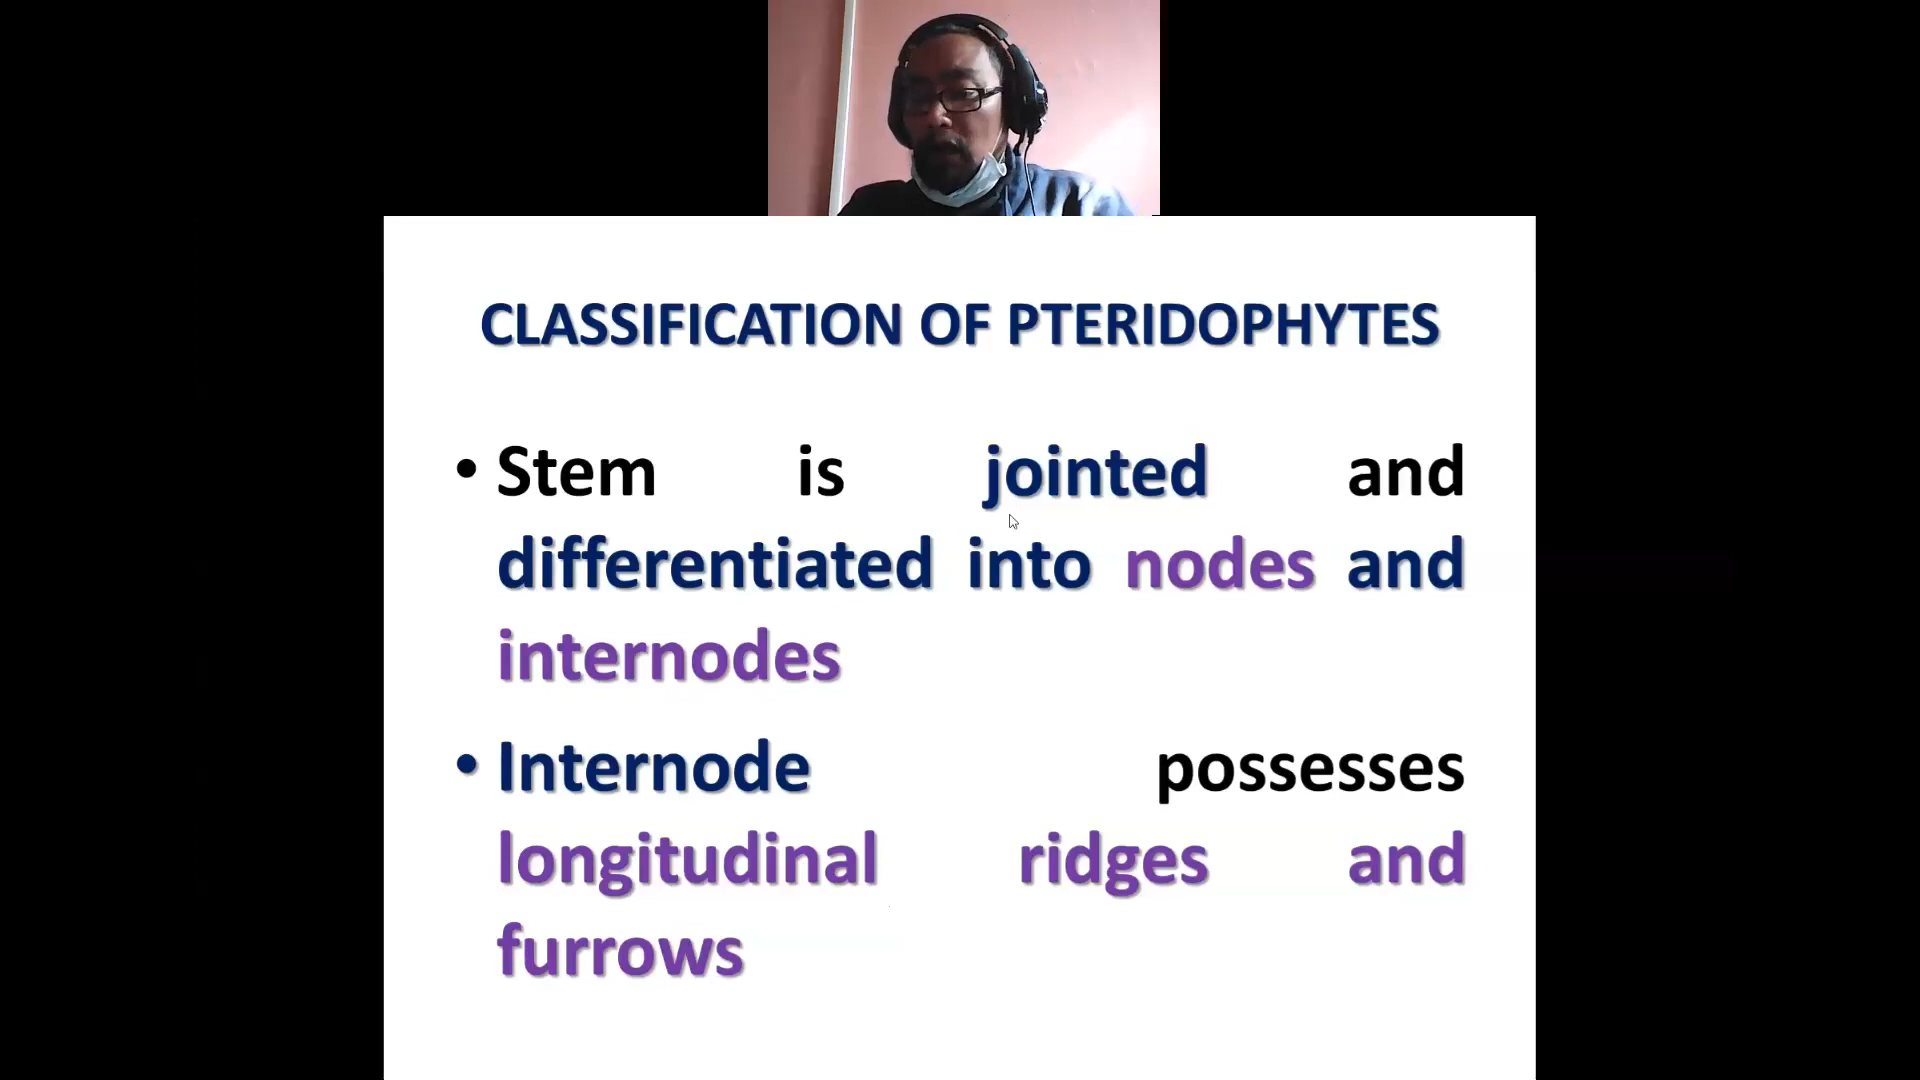 CLASSIFICATION OF PTERIDOPHYTES
• Stem is jointed and
differentiated into nodes and
internodes
• Internode possesses
longitudinal ridges and
furrows